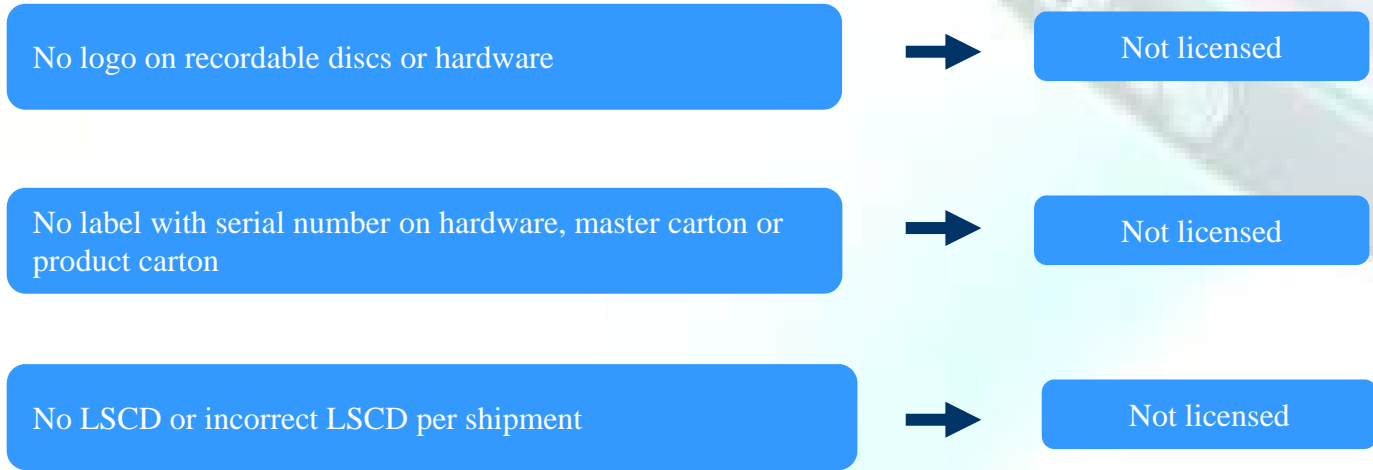 No logo on recordable discs or hardware
Not licensed
No label with serial number on hardware, master carton or
product carton
Not licensed
No LSCD or incorrect LSCD per shipment
Not licensed